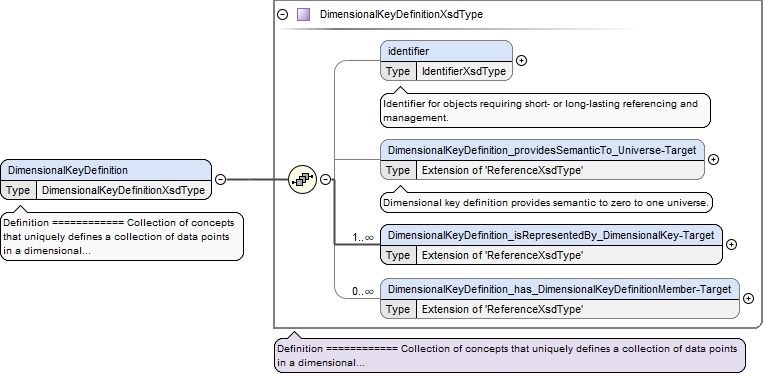 DimensionalKeyDefinitionXsdType
identifier
Type IdentifierXsdType
Identifier for objects requiring short- or long-lasting referencing and
management.
DimensionalKeyDefinition_providesSemanticTo_Universe-Target
Type Extension of 'ReferenceXsdType'
Dimensional key definition provides semantic to zero to one universe.
DimensionalKeyDefinition
Type DimensionalKeyDefinitionXsdType
Definition ============ Collection of concepts
that uniquely defines a collection of data points
in a dimensional...
1..∞
DimensionalKeyDefinition_isRepresentedBy_DimensionalKey-Target
Type Extension of 'ReferenceXsdType'
0..∞
DimensionalKeyDefinition_has_DimensionalKeyDefinitionMember-Target
Type Extension of 'ReferenceXsdType'
Definition ============ Collection of concepts that uniquely defines a collection of data points
in a dimensional...